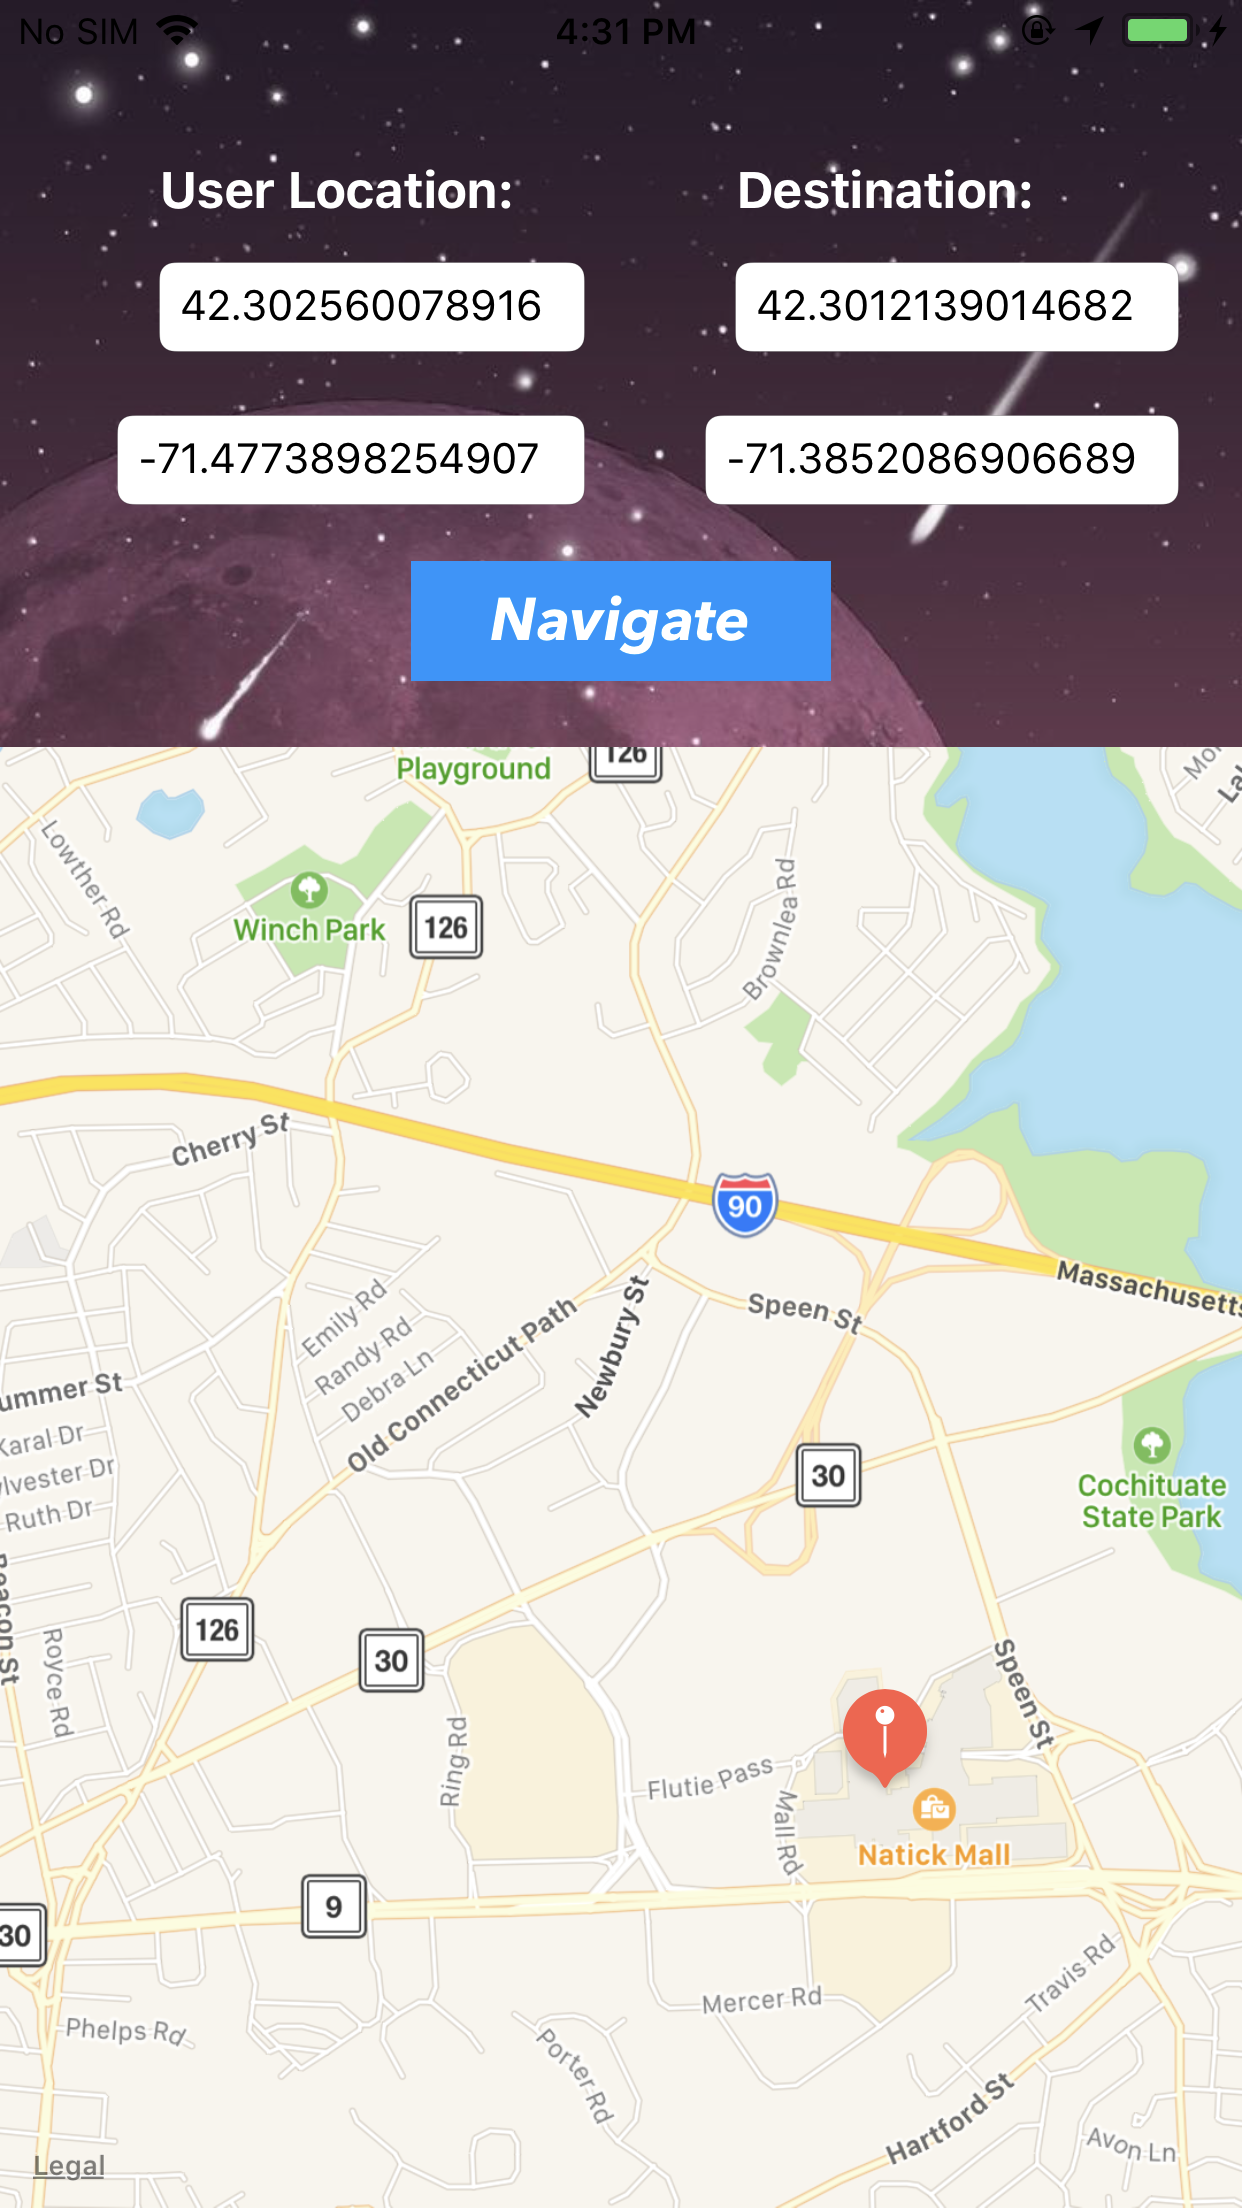 No SIM
4:31 PM
User Location:
Destination:
42.302560078916
42.3012139014682
-71.4773898254907
-71.3852086906689
Navigate
126
Playground
Lowther Rd
Winch Park
126
Brownlea Rd
Cherry St
90
Massachusetts
Emily Rd
Randy Rd
Debra Ln
Old Connecticut Path
Newbury St
Speen St
ummer St
Karal Dr
ylvester Dr
Ruth Dr
30
Cochituate
State Park
Beacon St
Royce Rd
126
30
Ring Rd
Speen St
Flutie Pass
Mall Rd
Natick Mall
9
30
Mercer Rd
Travis Rd
Phelps Rd
Porter Rd
Hartford St
Avon Ln
Legal